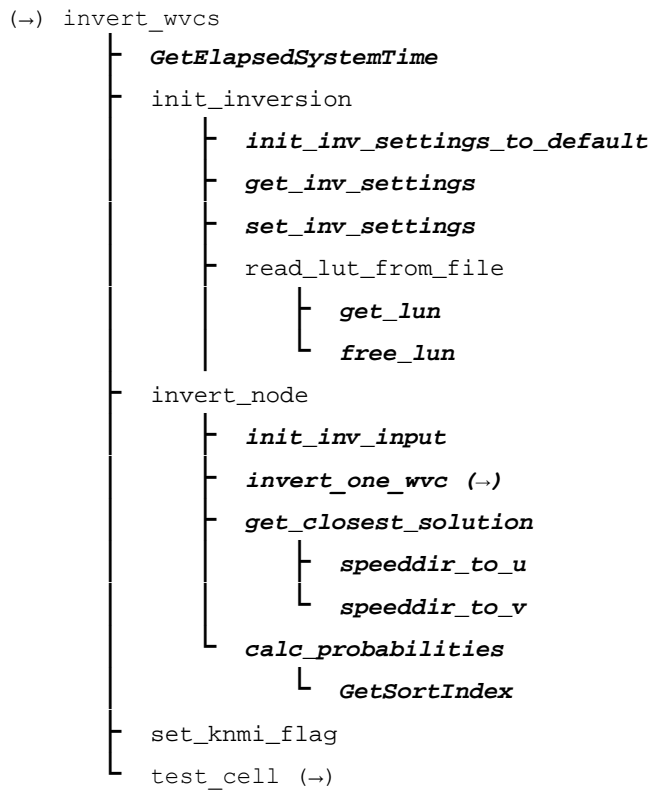 (→) invert_wvcs
GetElapsedSystemTime
init_inversion
init_inv_settings_to_default
get_inv_settings
set_inv_settings
read_lut_from_file
get_lun
free_lun
invert_node
init_inv_input
invert_one_wvc (→)
get_closest_solution
speeddir_to_u
speeddir_to_v
calc_probabilities
GetSortIndex
set_knmi_flag
test_cell (→)